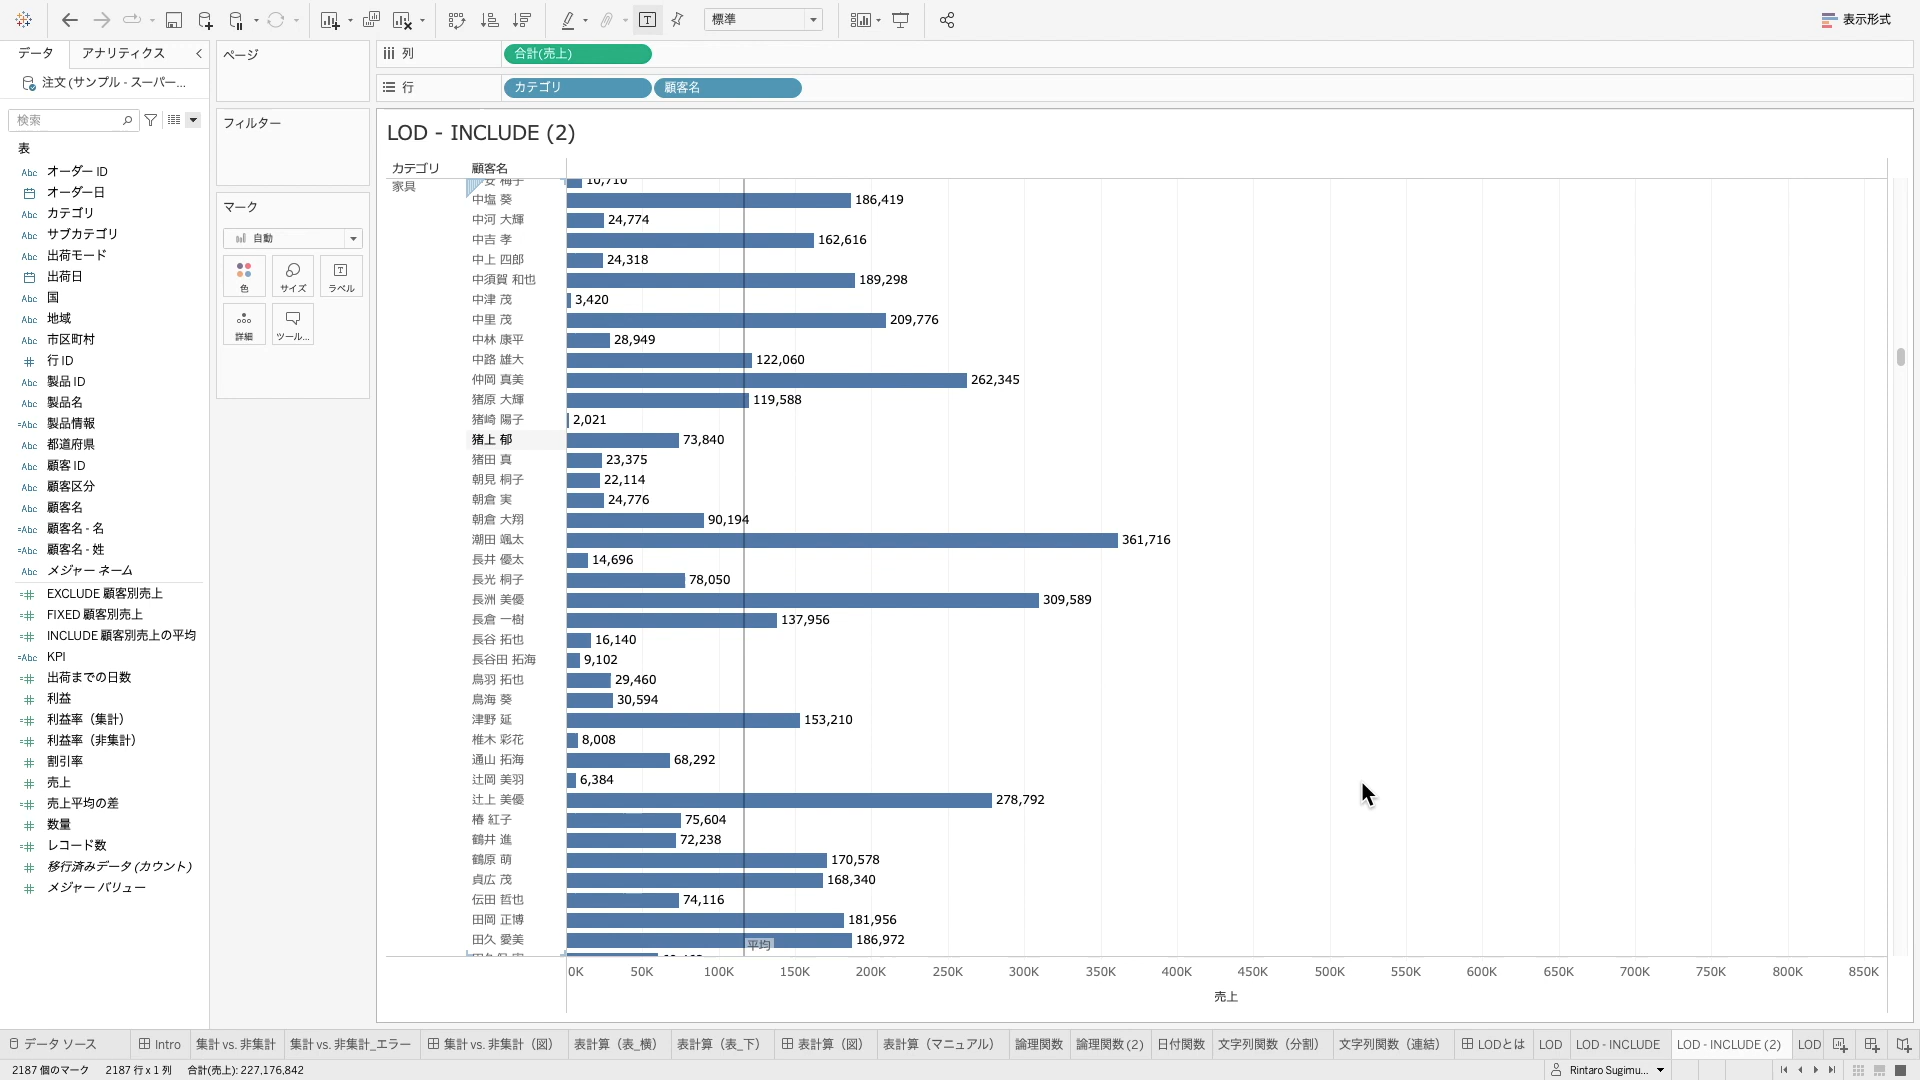 標準
表示形式
データ
アナリティクス
ページ
列
合計(売上)
注文 (サンプル - スーパー...
行
カテゴリ
顧客名
検索
フィルター
表
LOD - INCLUDE (2)
カテゴリ
顧客名
家具
10,710
中塩 葵
186,419
中河 大輝
24,774
中吉 孝
162,616
中上 四郎
24,318
中須賀 和也
189,298
中津 茂
3,420
中里 茂
209,776
中林 康平
28,949
中路 雄大
122,060
仲岡 真美
262,345
猪原 大輝
119,588
猪崎 陽子
2,021
猪上 郁
73,840
猪田 真
23,375
朝見 桐子
22,114
朝倉 実
24,776
朝倉 大翔
90,194
潮田 颯太
361,716
長井 優太
14,696
長光 桐子
78,050
長洲 美優
309,589
長倉 一樹
137,956
長谷 拓也
16,140
長谷田 拓海
9,102
鳥羽 拓也
29,460
鳥海 葵
30,594
津野 延
153,210
椎木 彩花
8,008
通山 拓海
68,292
辻岡 美羽
6,384
辻上 美優
278,792
椿 紅子
75,604
鶴井 進
72,238
鶴原 萌
170,578
貞広 茂
168,340
伝田 哲也
74,116
田岡 正博
181,956
田久 愛美
186,972
平均
0K
50K
100K
150K
200K
250K
300K
350K
400K
450K
500K
550K
600K
650K
700K
750K
800K
850K
売上
マーク
自動
色
サイズ
ラベル
詳細
ツール...
Abc オーダー ID
オーダー日
Abc カテゴリ
Abc サブカテゴリ
Abc 出荷モード
出荷日
Abc 国
Abc 地域
Abc 市区町村
# 行 ID
Abc 製品 ID
Abc 製品名
=Abc 製品情報
Abc 都道府県
Abc 顧客 ID
Abc 顧客区分
Abc 顧客名
=Abc 顧客名 - 名
=Abc 顧客名 - 姓
Abc メジャー ネーム
=# EXCLUDE 顧客別売上
=# FIXED 顧客別売上
=# INCLUDE 顧客別売上の平均
=Abc KPI
=# 出荷までの日数
# 利益
=# 利益率（集計）
=# 利益率（非集計）
# 割引率
# 売上
=# 売上平均の差
# 数量
=# レコード数
# 移行済みデータ (カウント)
# メジャー バリュー
データ ソース
Intro
集計 vs. 非集計
集計 vs. 非集計_エラー
集計 vs. 非集計（図）
表計算（表_横）
表計算（表_下）
表計算（図）
表計算（マニュアル）
論理関数
論理関数 (2)
日付関数
文字列関数（分割）
文字列関数（連結）
LODとは
LOD
LOD - INCLUDE
LOD - INCLUDE (2)
LOD
2187 個のマーク
2187 行 x 1 列
合計(売上): 227,176,842
Rintaro Sugimu...